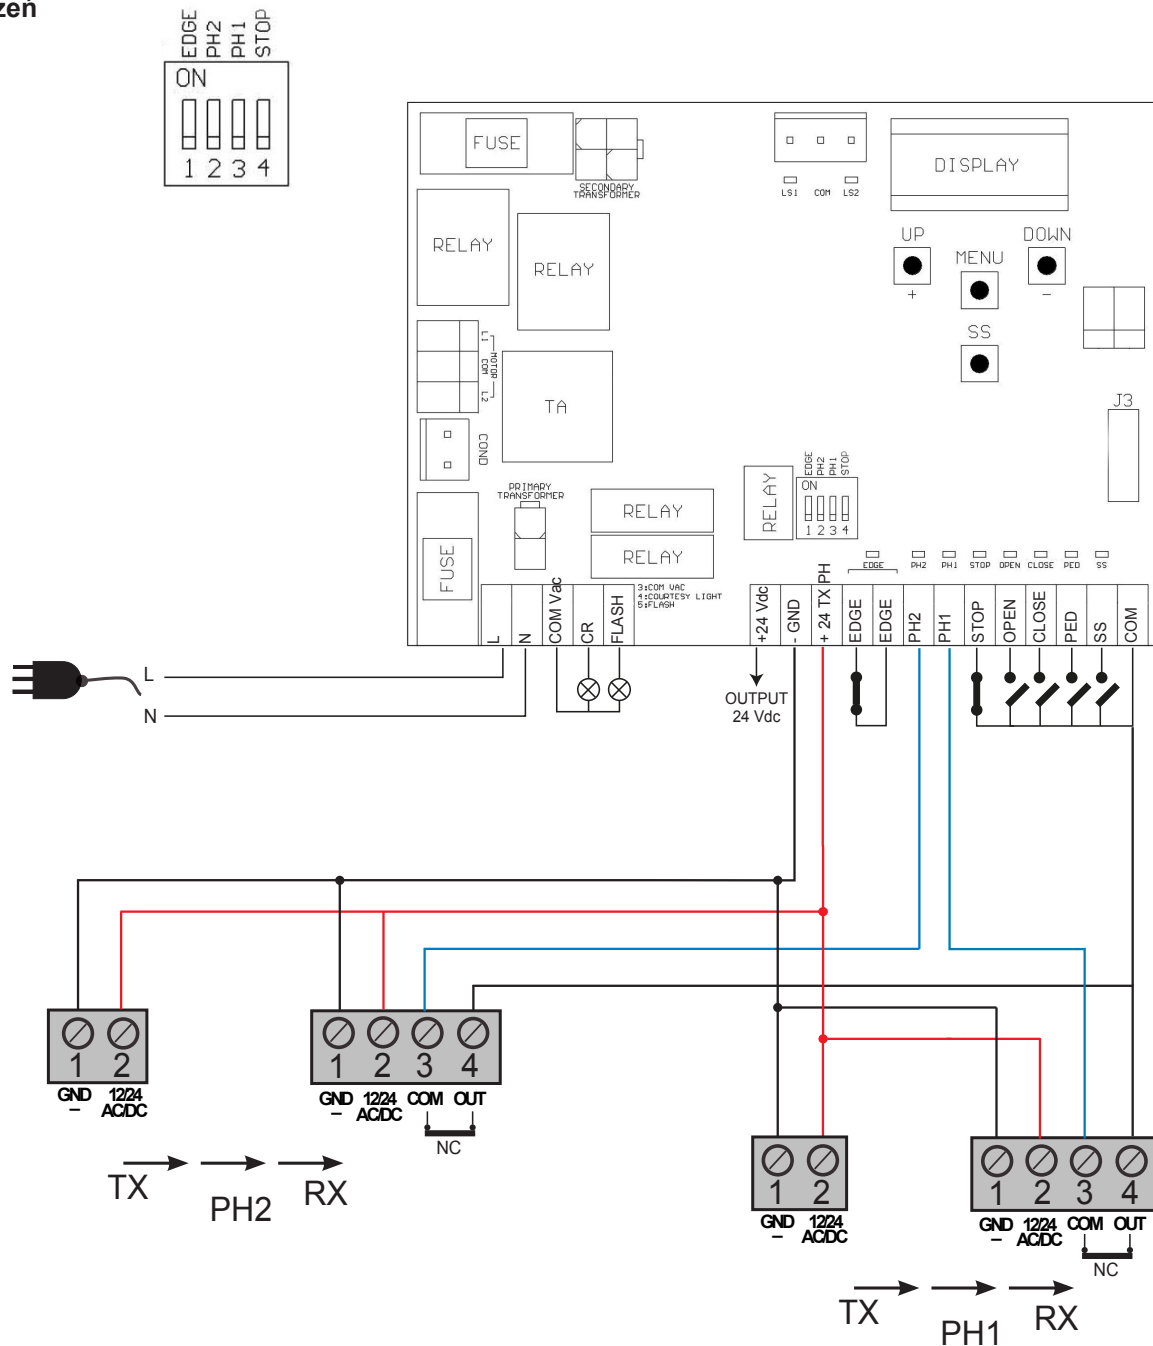 zeń
EDGE
PH2
PH1
STOP
ON
1 2 3 4
FUSE
SECONDARY
TRANSFORMER
LS1 COM LS2
DISPLAY
RELAY
RELAY
UP
+
MENU
DOWN
-
SS
L1
MOTOR
COM
L2
TA
COND
J3
PRIMARY
TRANSFORMER
RELAY
RELAY
RELAY
EDGE
PH2
PH1
STOP
ON
1 2 3 4
FUSE
3:COM VAC
4:COURTESY LIGHT
5:FLASH
EDGE PH2 PH1 STOP OPEN CLOSE PED SS
L
N
COM Vac
CR
FLASH
+24 Vdc
- GND
+ 24 TX PH
EDGE
EDGE
PH2
PH1
STOP
OPEN
CLOSE
PED
SS
COM
L
N
OUTPUT
24 Vdc
1 2
GND 12/24
– AC/DC
1 2 3 4
GND 12/24 COM OUT
– AC/DC
NC
TX PH2 RX
1 2
GND 12/24
– AC/DC
1 2 3 4
GND 12/24 COM OUT
– AC/DC
NC
TX PH1 RX